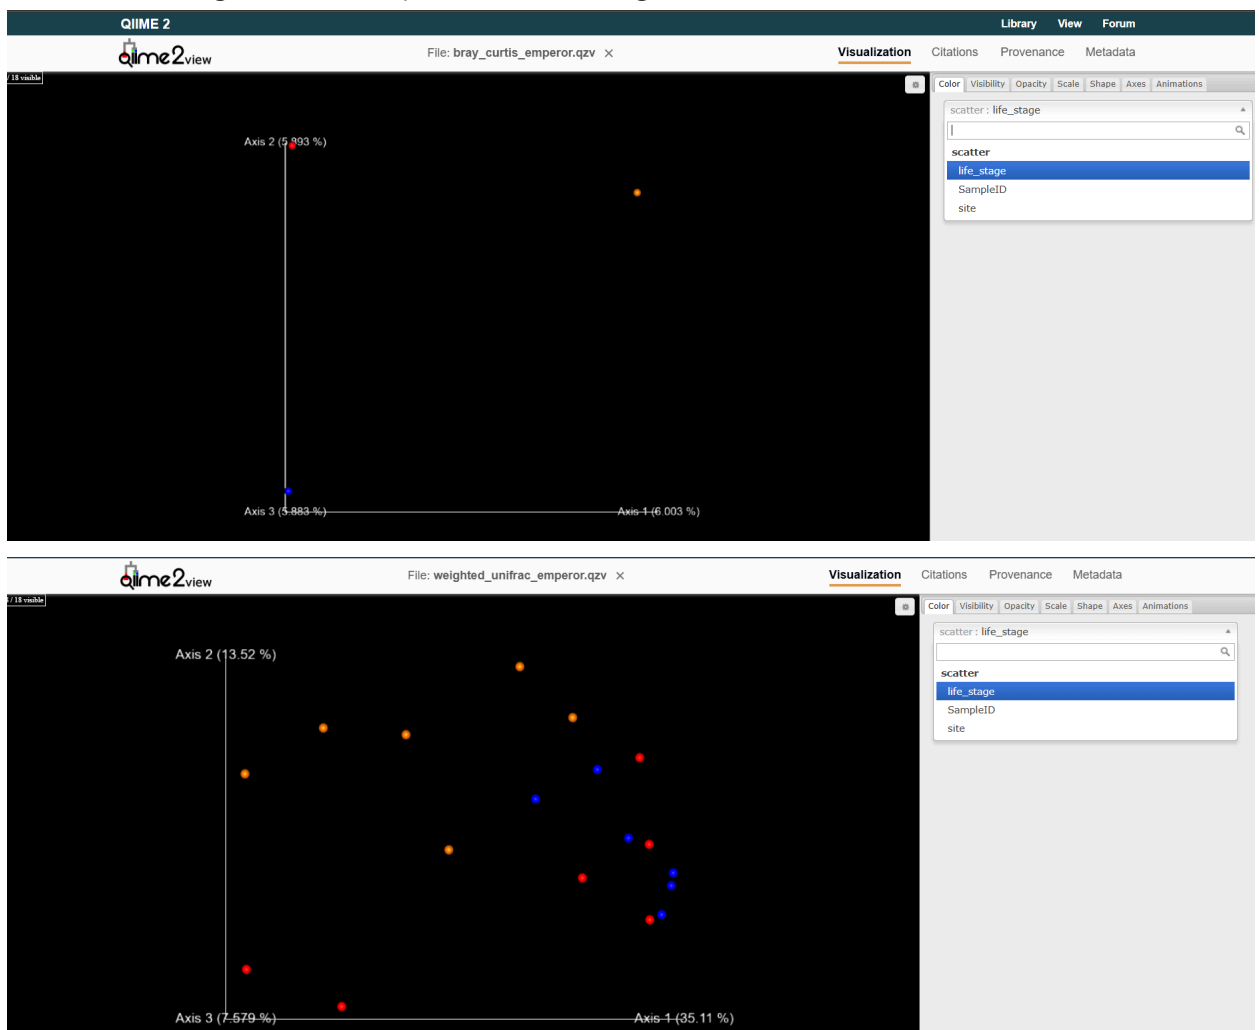 QIIME 2
Library View Forum
qiime2view
File: bray_curtis_emperor.qzv ×
Visualization Citations Provenance Metadata
/ 18 visible
Color Visibility Opacity Scale Shape Axes Animations
scatter : life_stage
scatter
life_stage
SampleID
site
Axis 2 (5.893 %)
Axis 3 (5.883 %)
Axis 1 (6.003 %)
qiime2view
File: weighted_unifrac_emperor.qzv ×
Visualization Citations Provenance Metadata
/ 18 visible
Color Visibility Opacity Scale Shape Axes Animations
scatter : life_stage
scatter
life_stage
SampleID
site
Axis 2 (13.52 %)
Axis 3 (7.579 %)
Axis 1 (35.11 %)